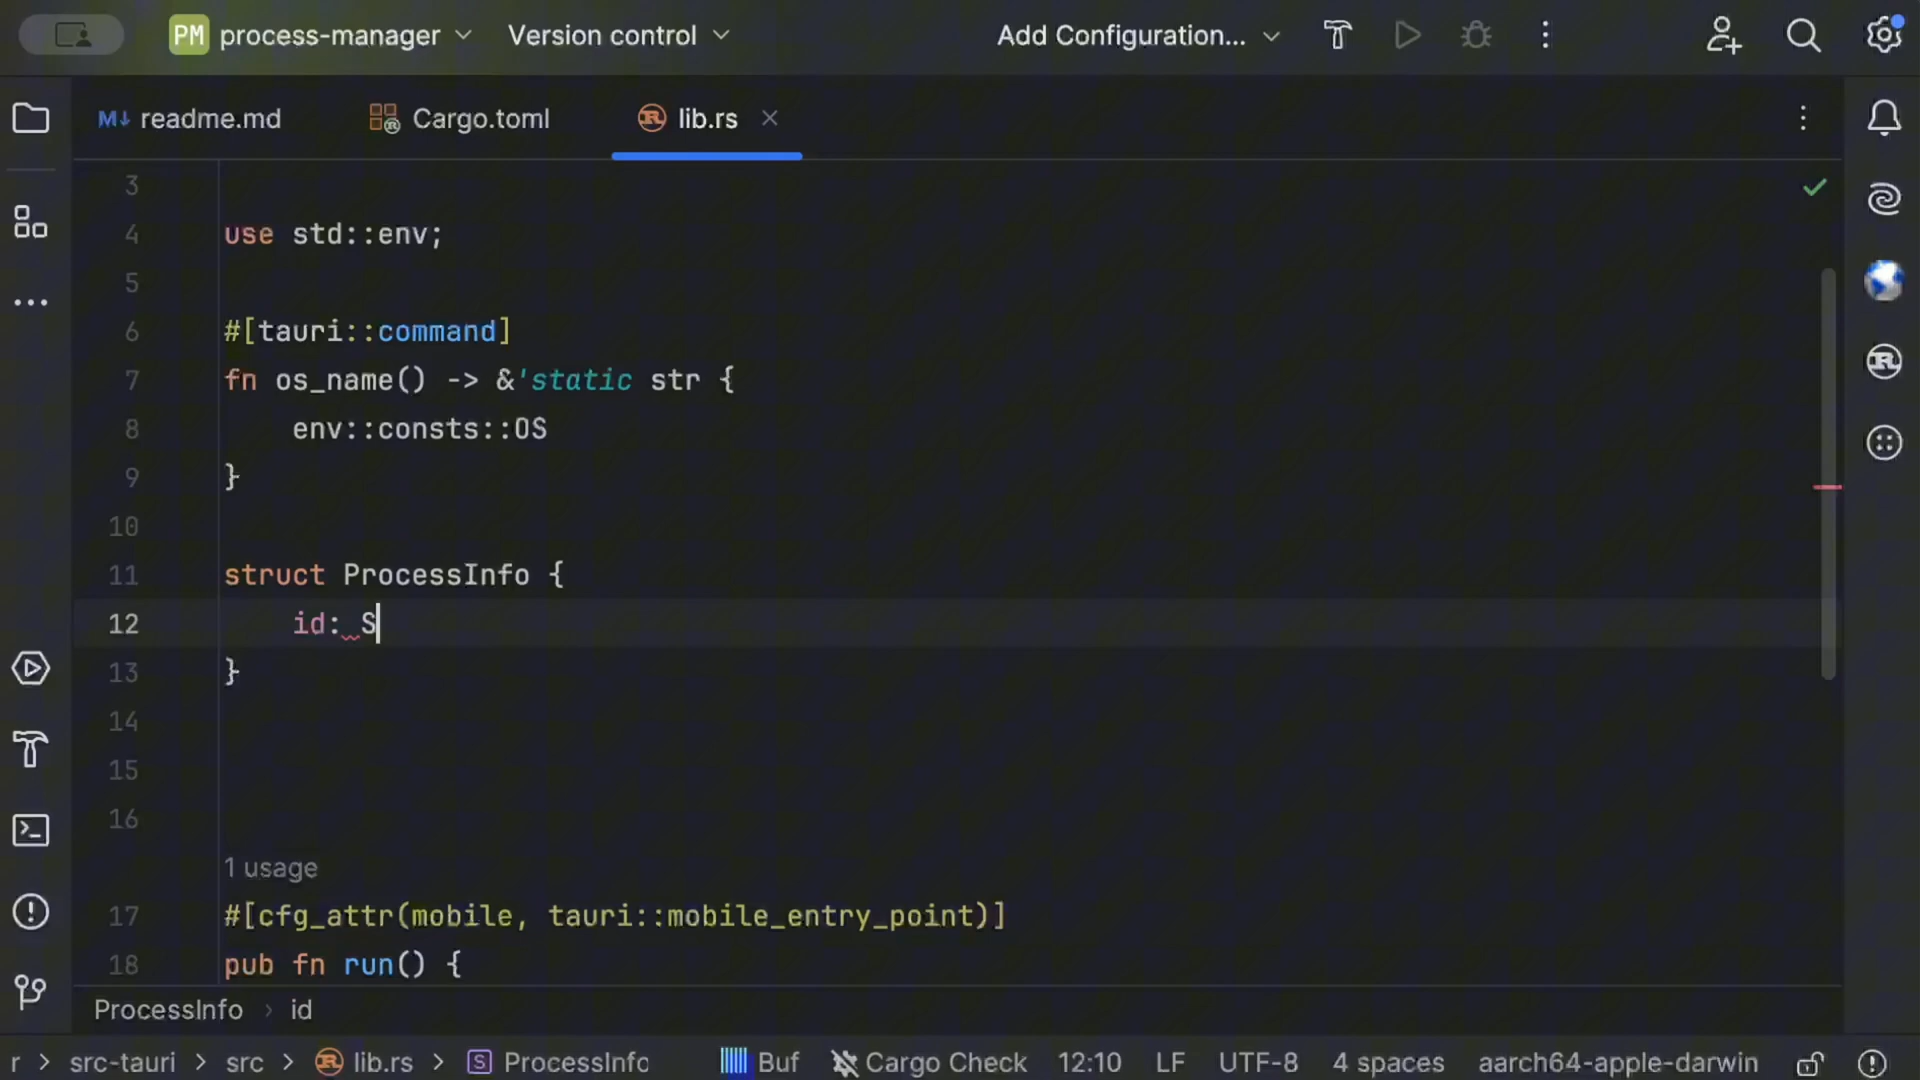 PM process-manager Version control Add Configuration...
M↓ readme.md Cargo.toml lib.rs
3
4 use std::env;
5
6 #[tauri::command]
7 fn os_name() -> &'static str {
8 env::consts::OS
9 }
10
11 struct ProcessInfo {
12 id: S
13 }
14
15
16
1 usage
17 #[cfg_attr(mobile, tauri::mobile_entry_point)]
18 pub fn run() {
ProcessInfo › id
r > src-tauri > src > lib.rs > S ProcessInfo Buf Cargo Check 12:10 LF UTF-8 4 spaces aarch64-apple-darwin